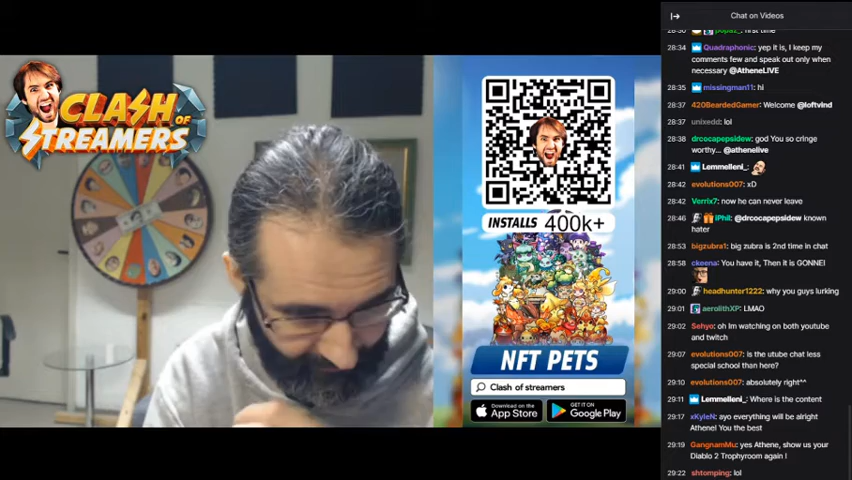 CLASH OF
STREAMERS
INSTALLS 400k+
NFT PETS
Clash of streamers
Download on the
App Store
GET IT ON
Google Play
Chat on Videos
28:34 Quadraphonic: yep it is, I keep my
comments few and speak out only when
necessary @AtheneLIVE
28:35 missingman11: hi
28:37 420BeardedGamer: Welcome @loftvind
28:37 unixedd: lol
28:38 drcocapepsidew: god You so cringe
worthy... @athenelive
28:41 Lemmelleni_:
28:42 evolutions007: xD
28:42 Verrix7: now he can never leave
28:46 iPhil: @drcocapepsidew known
hater
28:53 bigzubra1: big zubra is 2nd time in chat
28:58 ckeena: You have it, Then it is GONNE!
29:00 headhunter1222: why you guys lurking
29:01 aerolithXP: LMAO
29:02 Sehyo: oh Im watching on both youtube
and twitch
29:07 evolutions007: is the utube chat less
special school than here?
29:10 evolutions007: absolutely right^^
29:11 Lemmelleni_: Where is the content
29:17 xKyleN: ayo everything will be alright
Athene! You the best
29:19 GangnamMu: yes Athene, show us your
Diablo 2 Trophyroom again !
29:22 shtomping: lol